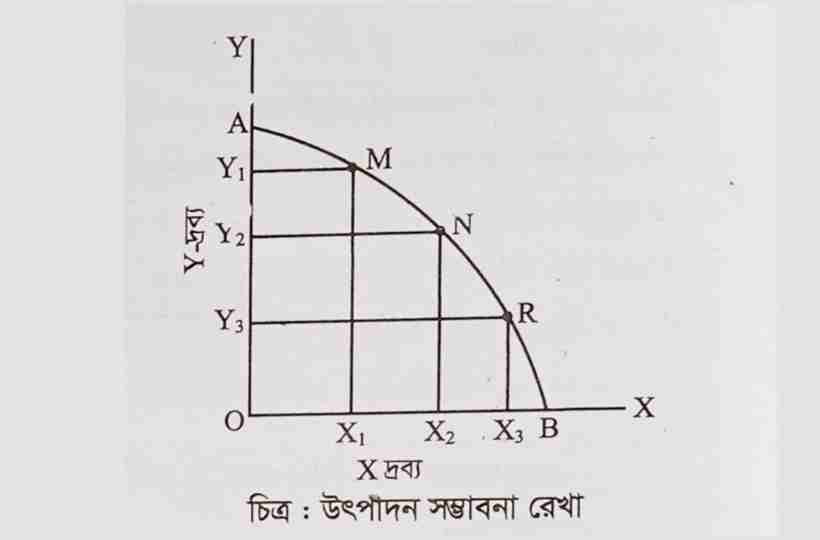 Y
A
Y₁
M
Y-দ্রব্য
Y₂
N
Y₃
R
O
X₁
X₂
X₃
B
X
X দ্রব্য
চিত্র : উৎপাদন সম্ভাবনা রেখা